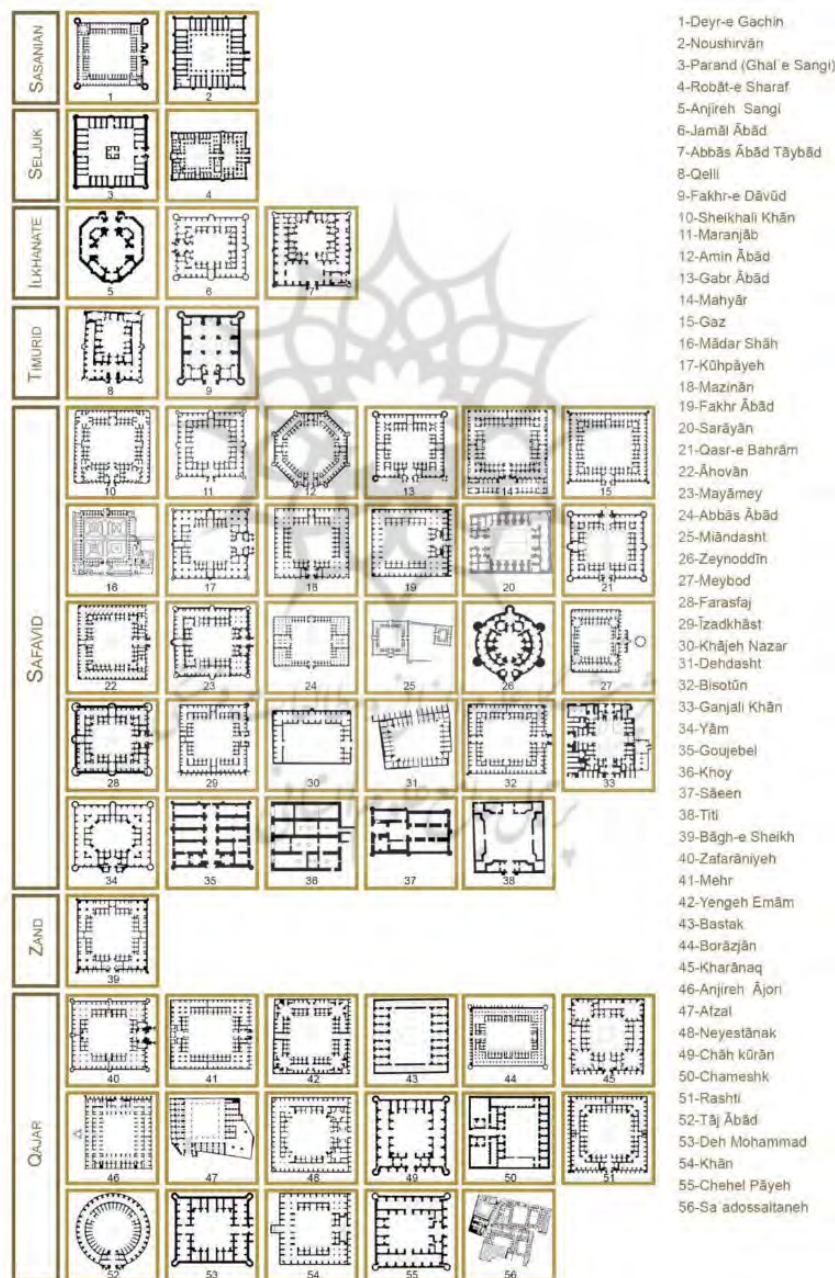 SASANIAN
1
2
SELJUK
3
4
ILKHANATE
5
6
7
TIMURID
8
9
SAFAVID
10
11
12
13
14
15
16
17
18
19
20
21
22
23
24
25
26
27
28
29
30
31
32
33
34
35
36
37
38
ZAND
39
QAJAR
40
41
42
43
44
45
46
47
48
49
50
51
52
53
54
55
56
1-Deyr-e Gachin
2-Noushirvān
3-Parand (Ghal e Sangi)
4-Robāt-e Sharaf
5-Anjireh Sangi
6-Jamāl Ābād
7-Abbās Ābād Tāybād
8-Qelli
9-Fakhr-e Dāvūd
10-Sheikhali Khān
11-Maranjāb
12-Amin Ābād
13-Gabr Ābād
14-Mahyār
15-Gaz
16-Mādar Shāh
17-Kūhpāyeh
18-Mazinān
19-Fakhr Ābād
20-Sarāyān
21-Qasr-e Bahrām
22-Āhovān
23-Mayāmey
24-Abbās Ābād
25-Miāndasht
26-Zeynoddīn
27-Meybod
28-Farasfaj
29-Īzadkhāst
30-Khājeh Nazar
31-Dehdasht
32-Bisotūn
33-Ganjali Khān
34-Yām
35-Goujebel
36-Khoy
37-Sāeen
38-Titi
39-Bāgh-e Sheikh
40-Zafarāniyeh
41-Mehr
42-Yengeh Emām
43-Bastak
44-Borāzjān
45-Kharānaq
46-Anjireh Ājori
47-Afzal
48-Neyestānak
49-Chāh kūrān
50-Chameshk
51-Rashti
52-Tāj Ābād
53-Deh Mohammad
54-Khān
55-Chehel Pāyeh
56-Sa adossaltaneh